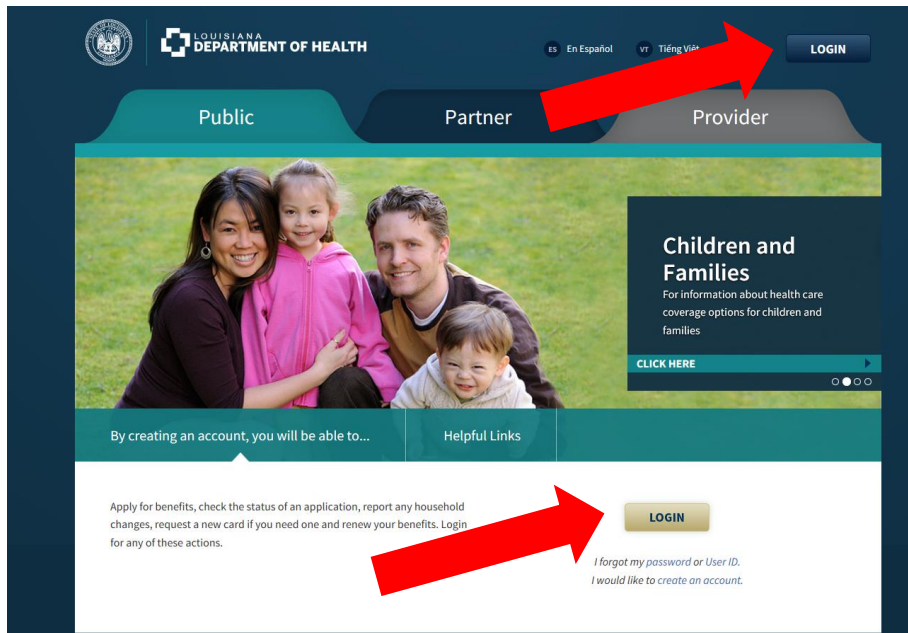 LOUISIANA
DEPARTMENT OF HEALTH
ES En Español
VT Tiếng Việt
LOGIN
Public
Partner
Provider
Children and
Families
For information about health care
coverage options for children and
families
CLICK HERE
By creating an account, you will be able to...
Helpful Links
Apply for benefits, check the status of an application, report any household
changes, request a new card if you need one and renew your benefits. Login
for any of these actions.
LOGIN
I forgot my password or User ID.
I would like to create an account.